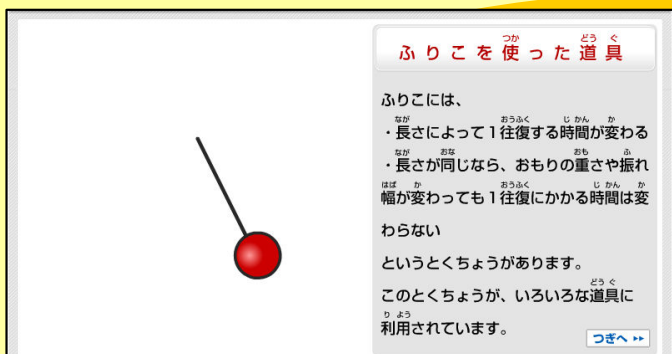 ふりこを使った道具
ふりこには、
・長さによって1往復する時間が変わる
・長さが同じなら、おもりの重さや振れ
幅が変わっても1往復にかかる時間は変
わらない
というとくちょうがあります。
このとくちょうが、いろいろな道具に
利用されています。
つぎへ